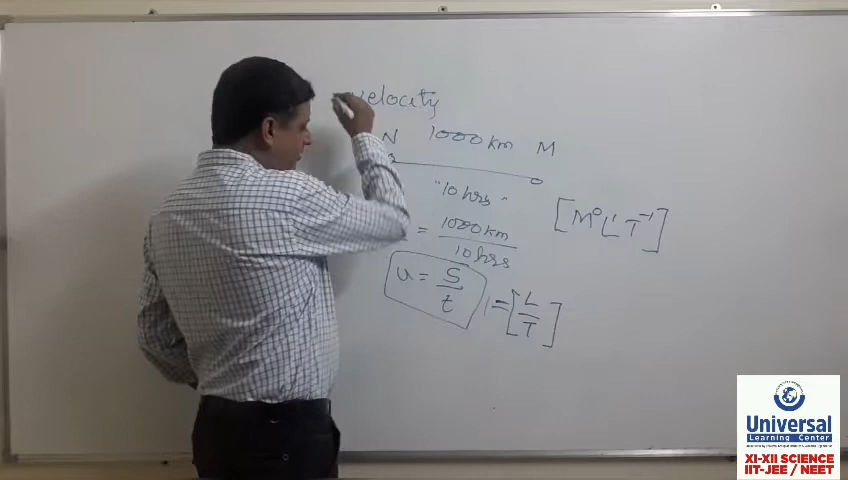 velocity
N 1000 km M
"10 hrs"
= 1000 km / 10 hrs
[M⁰L¹T⁻¹]
u = S/t = [L/T]
Universal
Learning Center
XI-XII SCIENCE
IIT-JEE / NEET